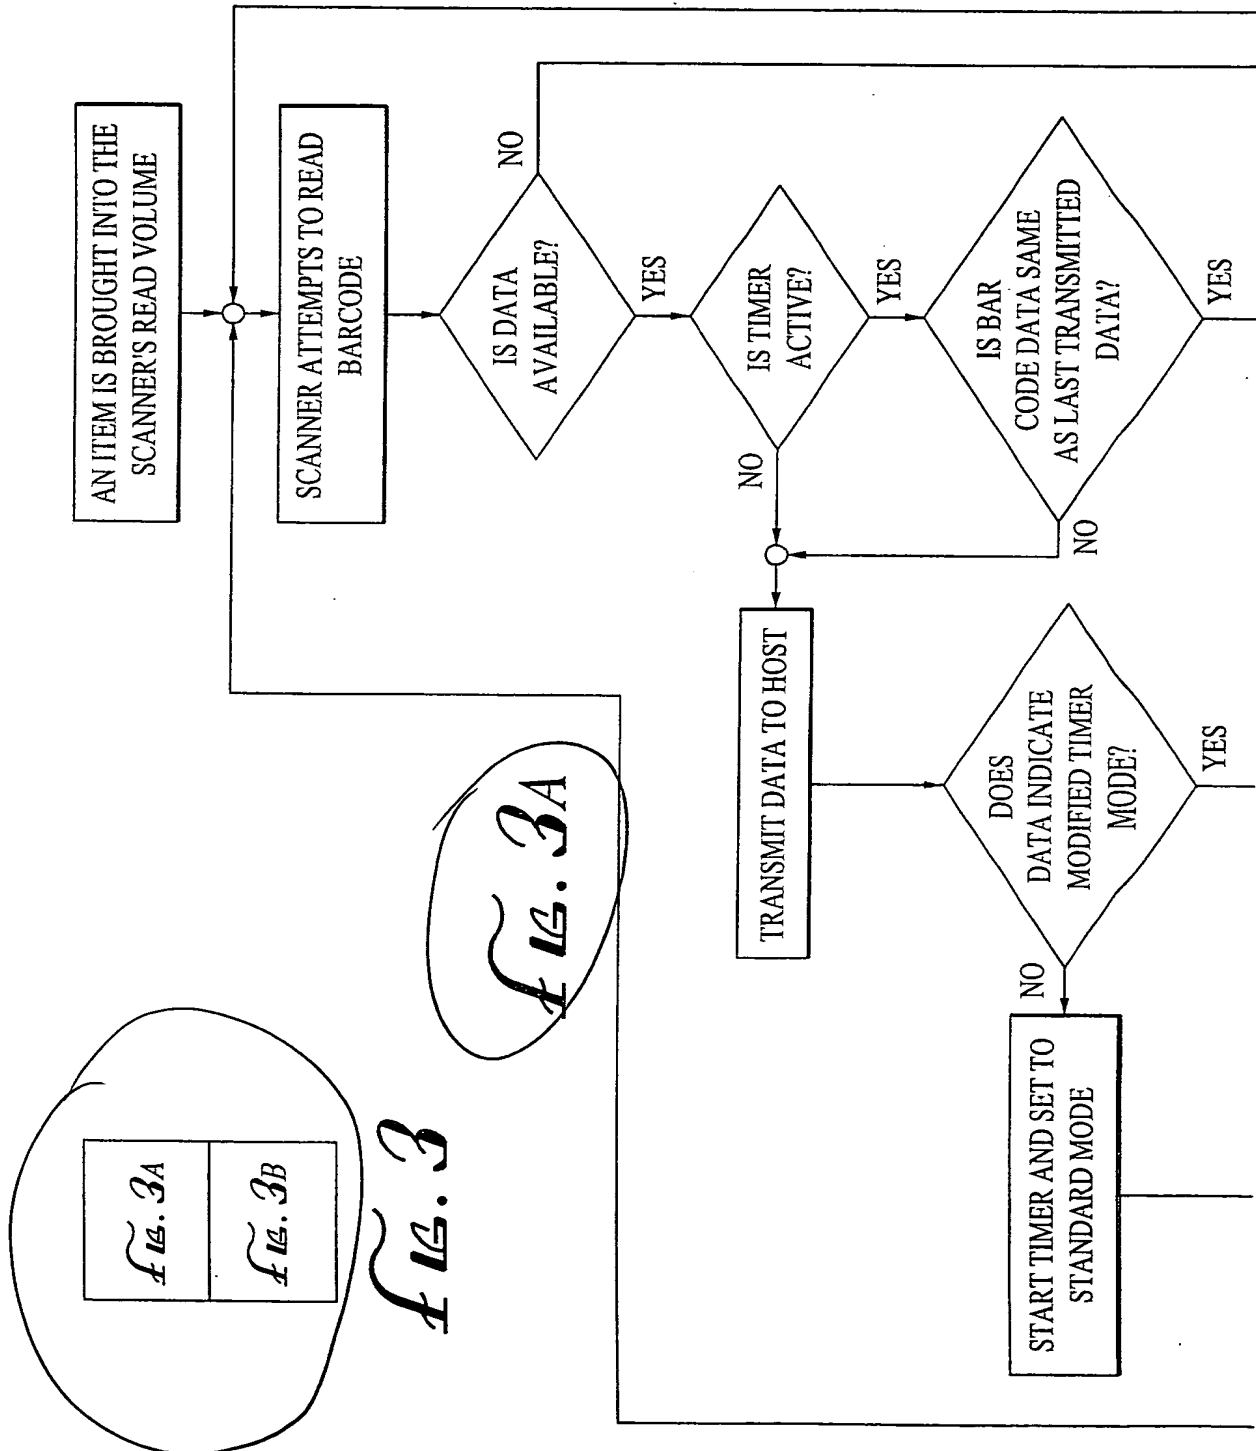 AN ITEM IS BROUGHT INTO THE
SCANNER'S READ VOLUME
SCANNER ATTEMPTS TO READ
BARCODE
IS DATA
AVAILABLE?
NO
YES
IS TIMER
ACTIVE?
NO
YES
IS BAR
CODE DATA SAME
AS LAST TRANSMITTED
DATA?
NO
YES
TRANSMIT DATA TO HOST
DOES
DATA INDICATE
MODIFIED TIMER
MODE?
NO
YES
START TIMER AND SET TO
STANDARD MODE
FIG. 3A
FIG. 3B
FIG. 3
FIG. 3A